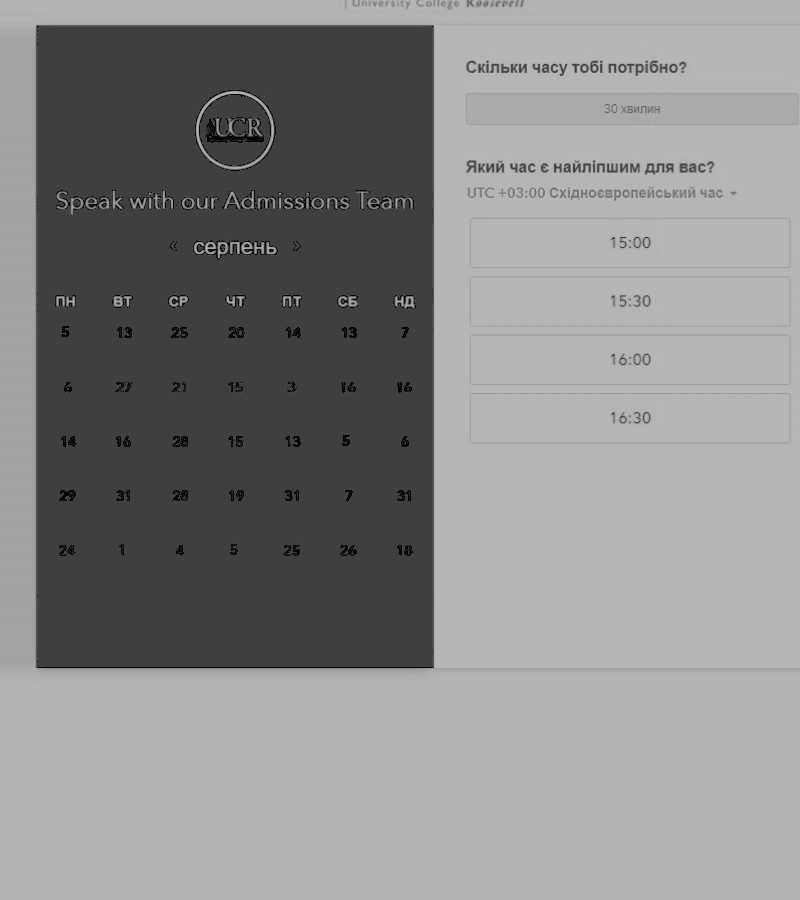 University College Roosevelt
UCR
Speak with our Admissions Team
« серпень »
ПН ВТ СР ЧТ ПТ СБ НД
5 13 25 20 14 13 7
6 27 21 15 3 16 16
14 16 28 15 13 5 6
29 31 28 19 31 7 31
24 1 4 5 25 26 18
Скільки часу тобі потрібно?
30 хвилин
Який час є найліпшим для вас?
UTC +03:00 Східноєвропейський час
15:00
15:30
16:00
16:30